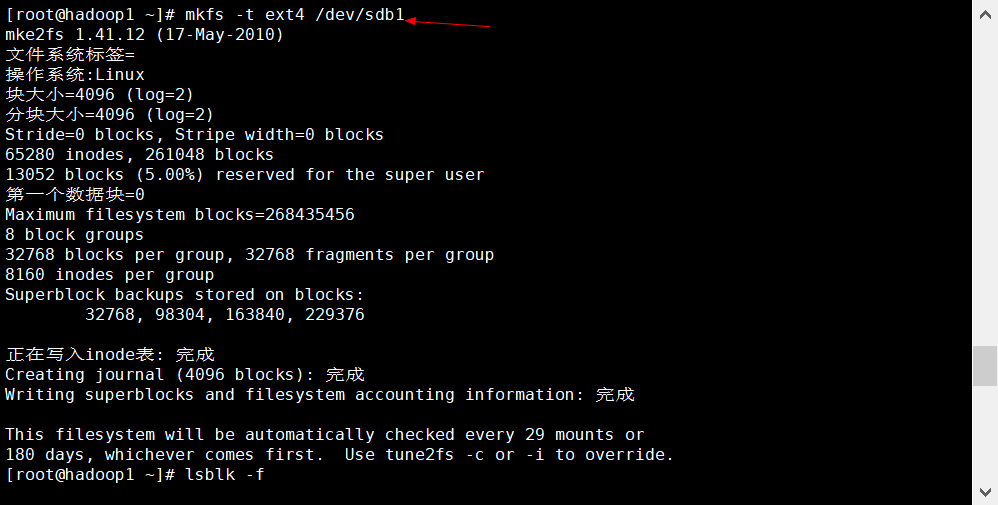 [root@hadoop1 ~]# mkfs -t ext4 /dev/sdb1
mke2fs 1.41.12 (17-May-2010)
文件系统标签=
操作系统:Linux
块大小=4096 (log=2)
分块大小=4096 (log=2)
Stride=0 blocks, Stripe width=0 blocks
65280 inodes, 261048 blocks
13052 blocks (5.00%) reserved for the super user
第一个数据块=0
Maximum filesystem blocks=268435456
8 block groups
32768 blocks per group, 32768 fragments per group
8160 inodes per group
Superblock backups stored on blocks:
        32768, 98304, 163840, 229376
正在写入inode表: 完成
Creating journal (4096 blocks): 完成
Writing superblocks and filesystem accounting information: 完成
This filesystem will be automatically checked every 29 mounts or
180 days, whichever comes first.  Use tune2fs -c or -i to override.
[root@hadoop1 ~]# lsblk -f